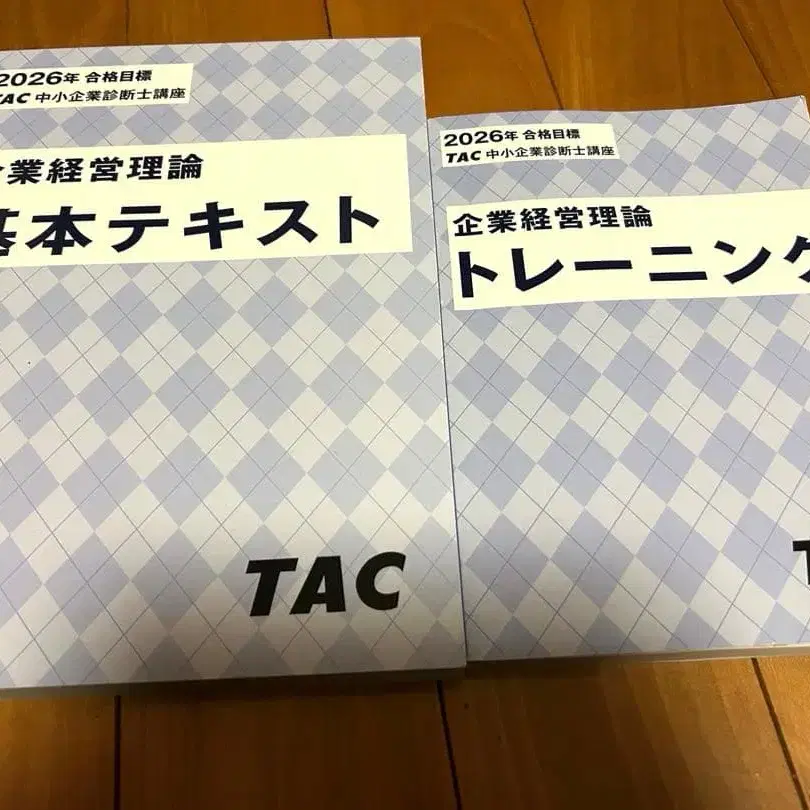 2026年 合格目標
TAC 中小企業診断士講座
企業経営理論
基本テキスト
TAC
2026年 合格目標
TAC 中小企業診断士講座
企業経営理論
トレーニング
T